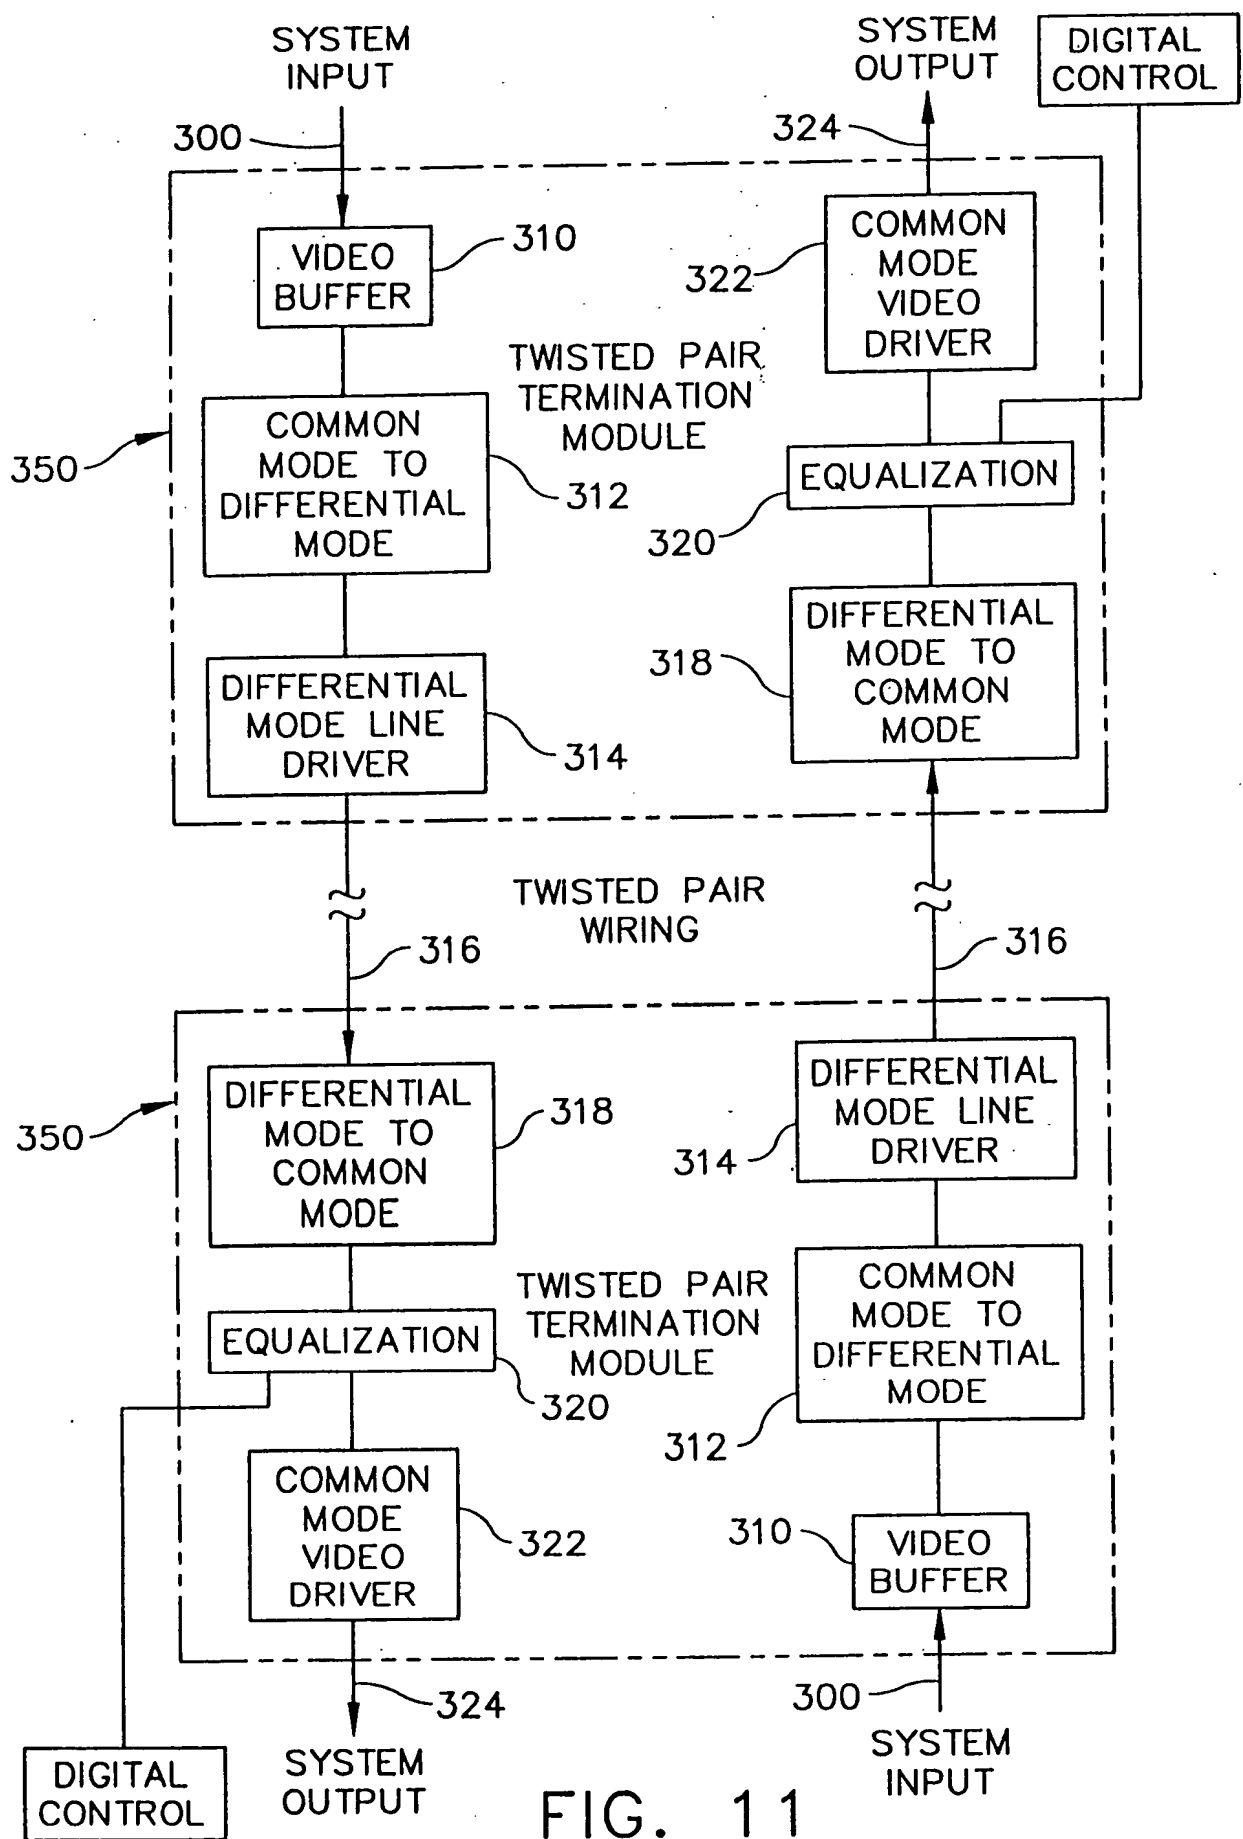 SYSTEM
INPUT
SYSTEM
OUTPUT
DIGITAL
CONTROL
300
324
VIDEO
BUFFER
310
COMMON
MODE
VIDEO
DRIVER
322
TWISTED PAIR
TERMINATION
MODULE
350
COMMON
MODE TO
DIFFERENTIAL
MODE
312
EQUALIZATION
320
DIFFERENTIAL
MODE LINE
DRIVER
314
DIFFERENTIAL
MODE TO
COMMON
MODE
318
TWISTED PAIR
WIRING
316
316
350
DIFFERENTIAL
MODE TO
COMMON
MODE
318
DIFFERENTIAL
MODE LINE
DRIVER
314
TWISTED PAIR
TERMINATION
MODULE
EQUALIZATION
320
COMMON
MODE TO
DIFFERENTIAL
MODE
312
COMMON
MODE
VIDEO
DRIVER
322
310
VIDEO
BUFFER
324
300
DIGITAL
CONTROL
SYSTEM
OUTPUT
SYSTEM
INPUT
FIG. 11